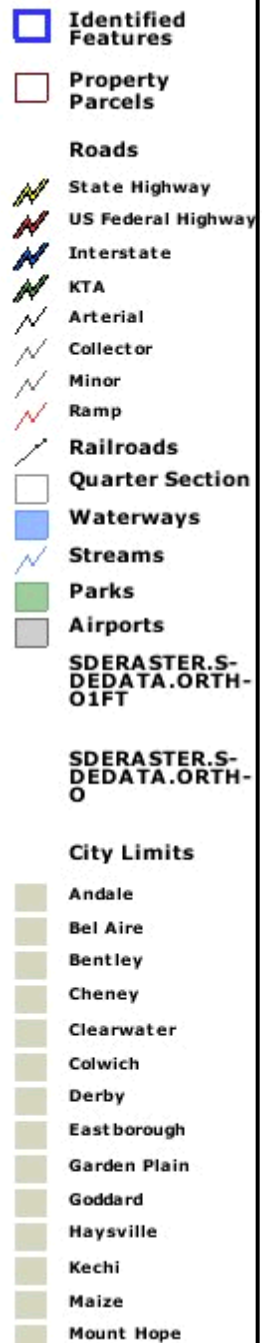 Identified
Features
Property
Parcels
Roads
State Highway
US Federal Highway
Interstate
KTA
Arterial
Collector
Minor
Ramp
Railroads
Quarter Section
Waterways
Streams
Parks
Airports
SDERASTER.S-
DEDATA.ORTH-
O1FT
SDERASTER.S-
DEDATA.ORTH-
O
City Limits
Andale
Bel Aire
Bentley
Cheney
Clearwater
Colwich
Derby
Eastborough
Garden Plain
Goddard
Haysville
Kechi
Maize
Mount Hope